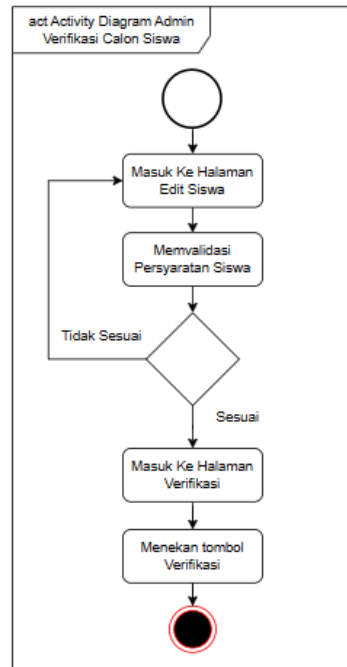 act Activity Diagram Admin
Verifikasi Calon Siswa
Masuk Ke Halaman
Edit Siswa
Memvalidasi
Persyaratan Siswa
Tidak Sesuai
Sesuai
Masuk Ke Halaman
Verifikasi
Menekan tombol
Verifikasi